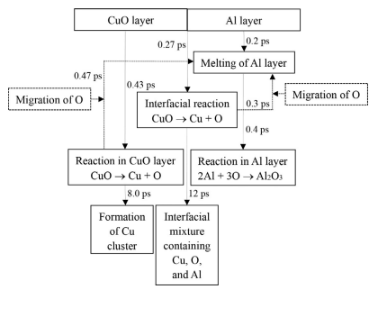 CuO layer
Al layer
0.27 ps
0.2 ps
Melting of Al layer
0.47 ps
0.43 ps
Migration of O
Interfacial reaction
CuO → Cu + O
0.3 ps
Migration of O
0.4 ps
Reaction in CuO layer
CuO → Cu + O
Reaction in Al layer
2Al + 3O → Al₂O₃
8.0 ps
12 ps
Formation
of Cu
cluster
Interfacial
mixture
containing
Cu, O,
and Al